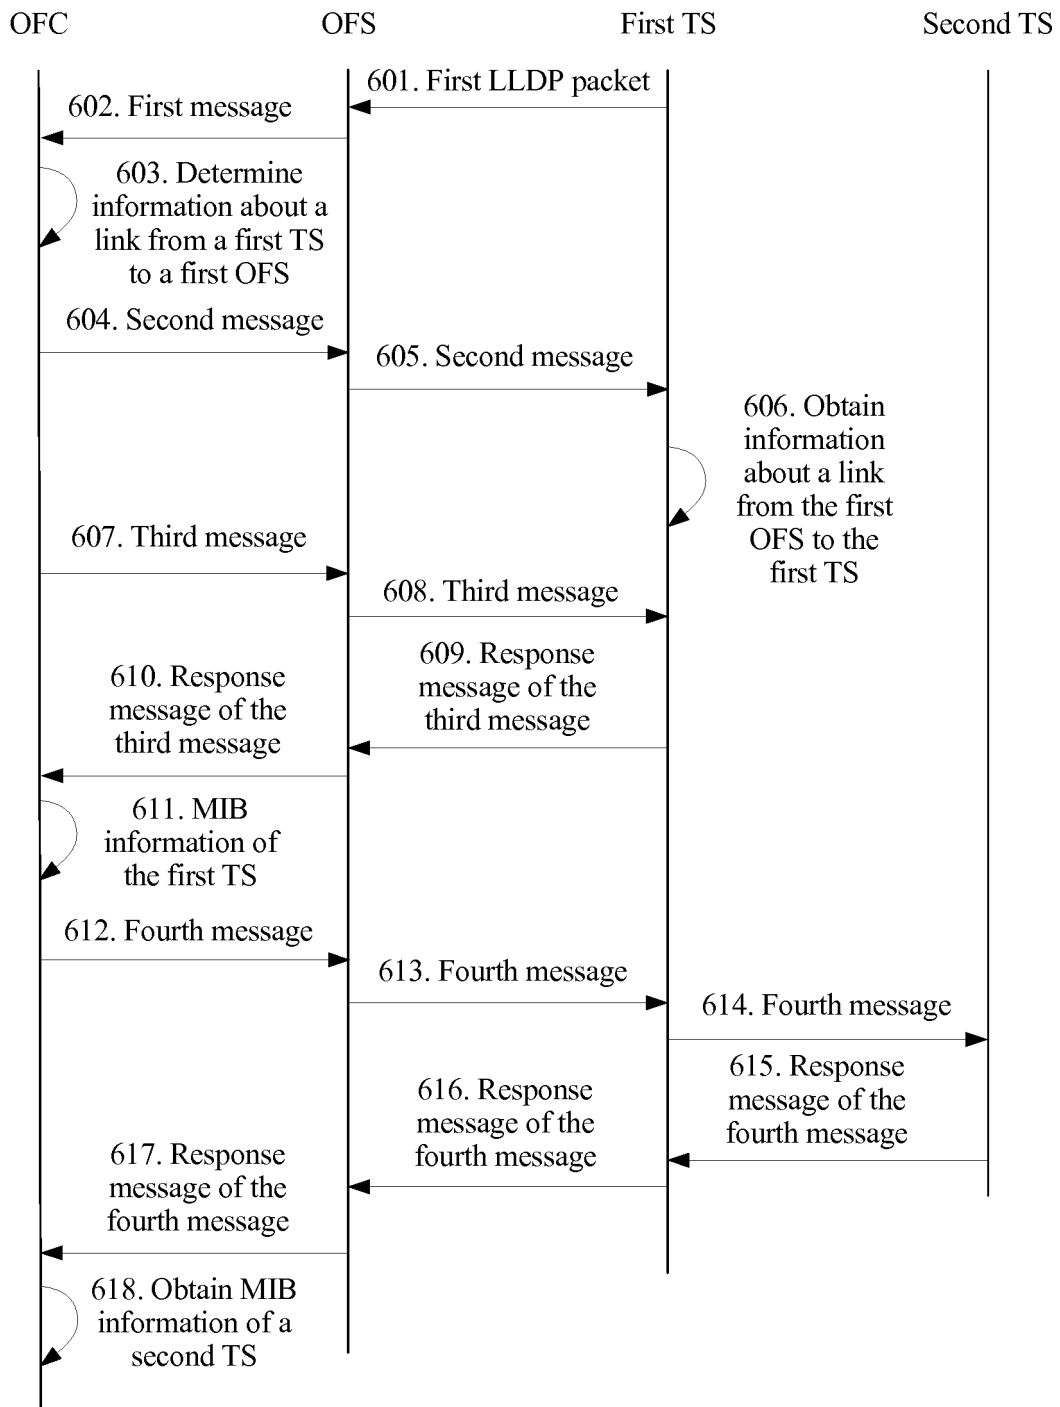 OFC
OFS
First TS
Second TS
601. First LLDP packet
602. First message
603. Determine
information about a
link from a first TS
to a first OFS
604. Second message
605. Second message
606. Obtain
information
about a link
from the first
OFS to the
first TS
607. Third message
608. Third message
609. Response
message of the
third message
610. Response
message of the
third message
611. MIB
information of
the first TS
612. Fourth message
613. Fourth message
614. Fourth message
615. Response
message of the
fourth message
616. Response
message of the
fourth message
617. Response
message of the
fourth message
618. Obtain MIB
information of a
second TS